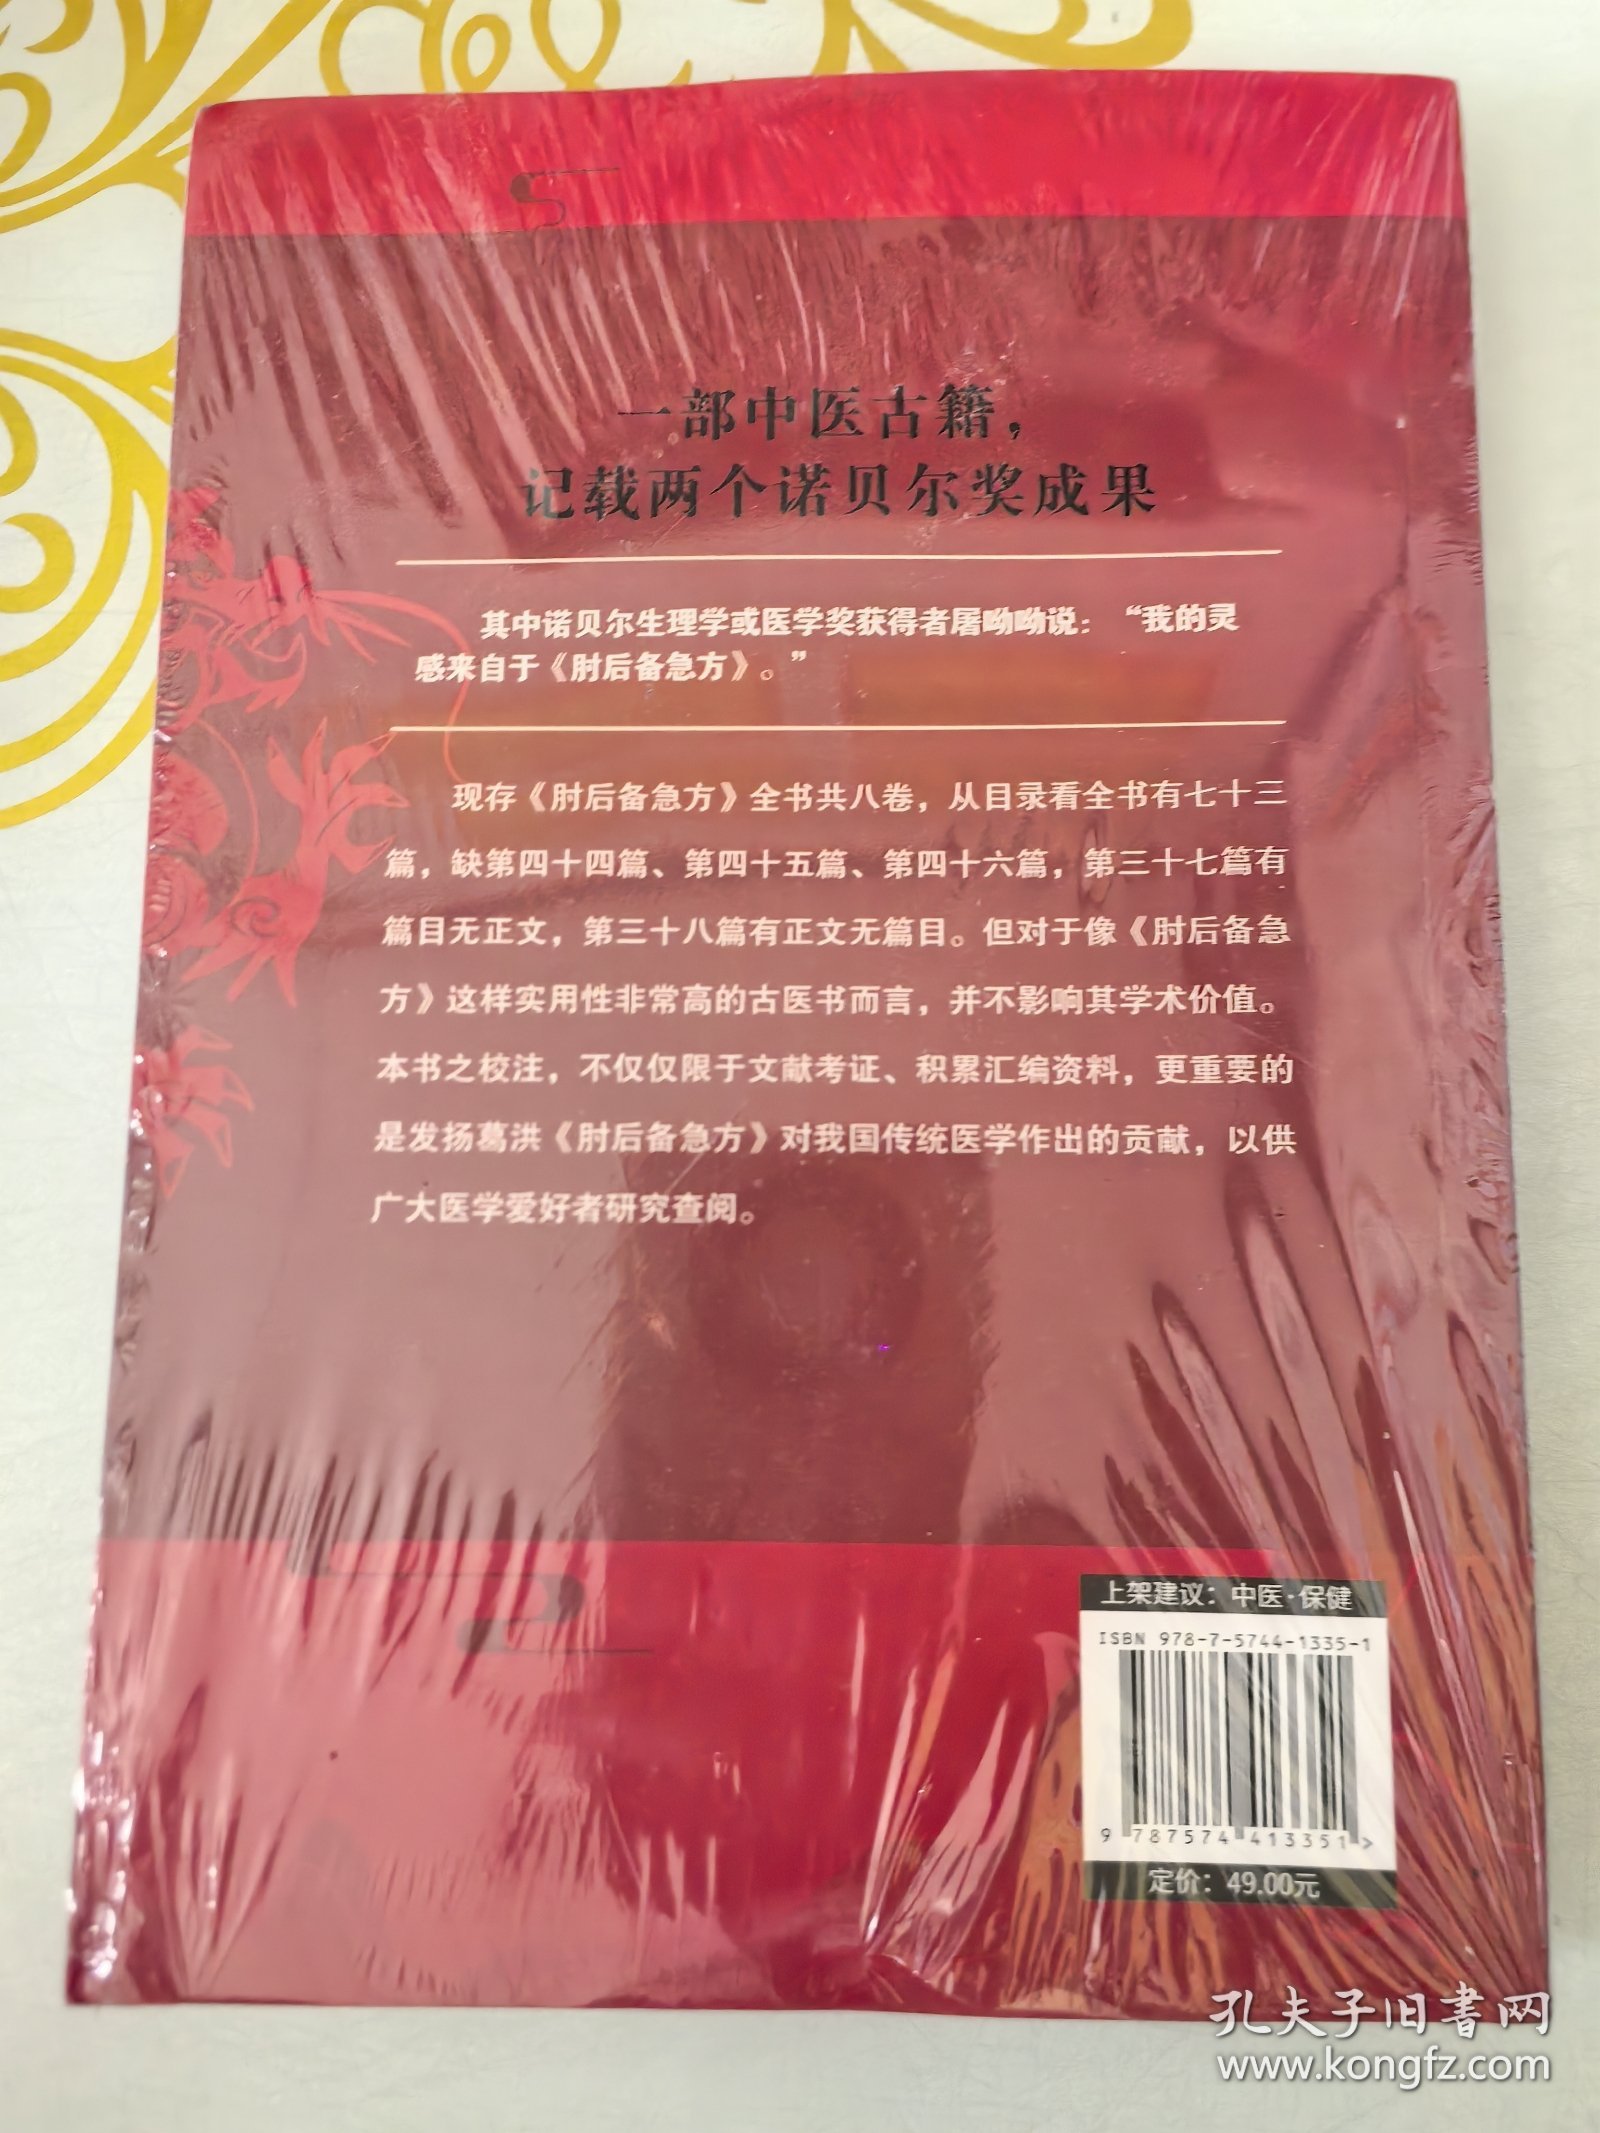 一部中医古籍，
记载两个诺贝尔奖成果
其中诺贝尔生理学或医学奖获得者屠呦呦说：“我的灵
感来自于《肘后备急方》。”
现存《肘后备急方》全书共八卷，从目录看全书有七十三
篇，缺第四十四篇、第四十五篇、第四十六篇，第三十七篇有
篇目无正文，第三十八篇有正文无篇目。但对于像《肘后备急
方》这样实用性非常高的古医书而言，并不影响其学术价值。
本书之校注，不仅仅限于文献考证、积累汇编资料，更重要的
是发扬葛洪《肘后备急方》对我国传统医学作出的贡献，以供
广大医学爱好者研究查阅。
上架建议：中医·保健
ISBN 978-7-5744-1335-1
9 787574 413351 >
定价：49.00元
孔夫子旧书网
www.kongfz.com